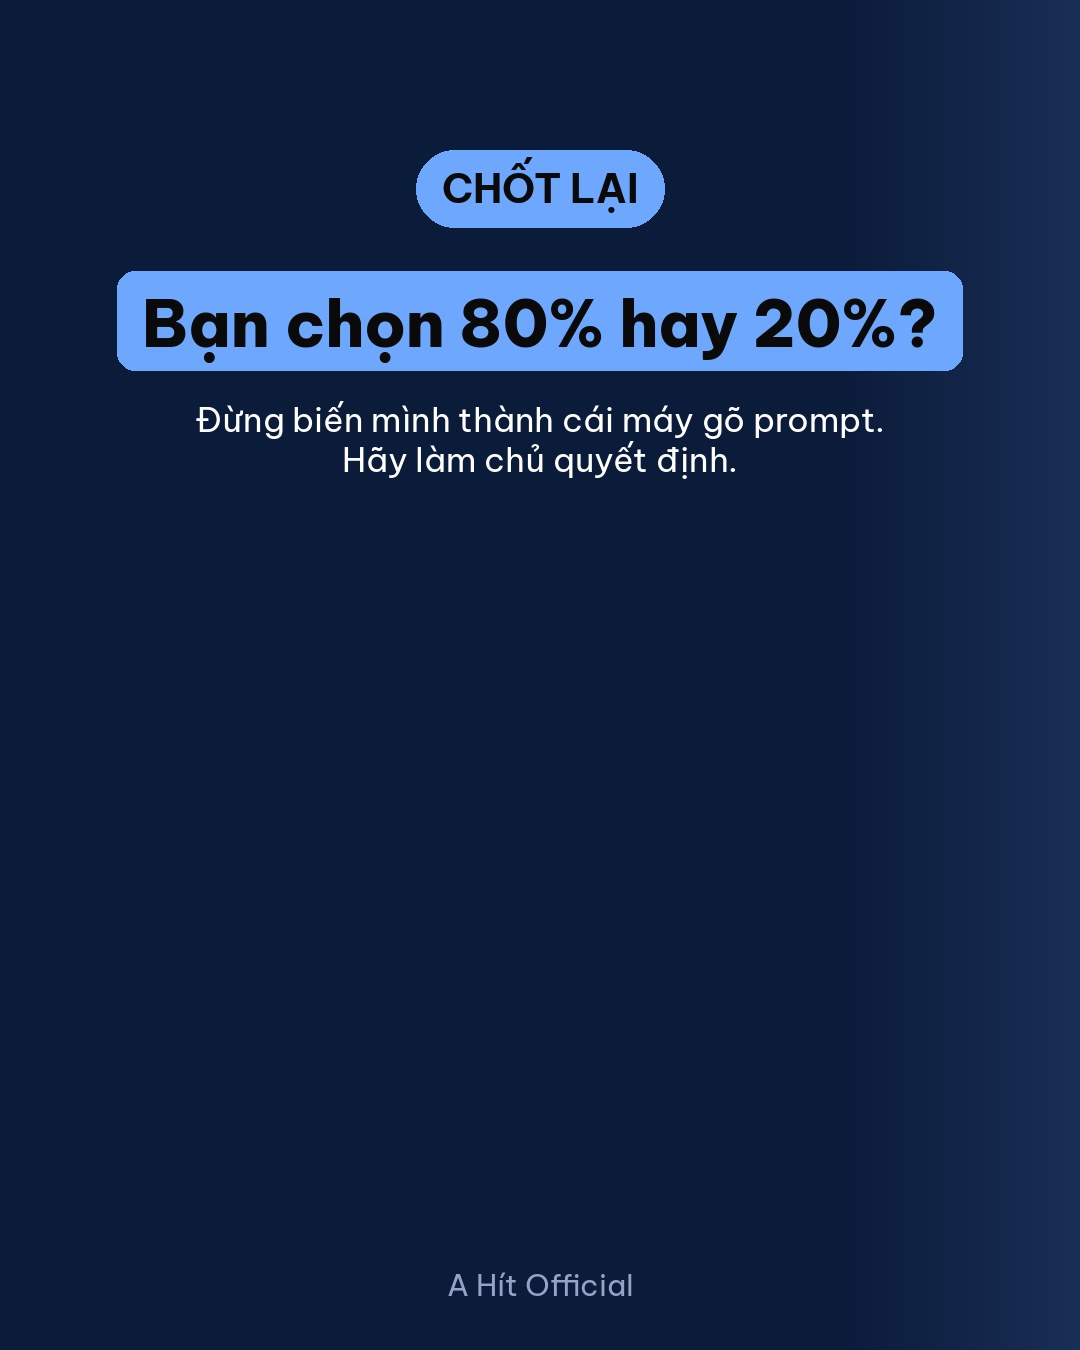 CHỐT LẠI
Bạn chọn 80% hay 20%?
Đừng biến mình thành cái máy gõ prompt.
Hãy làm chủ quyết định.
A Hít Official